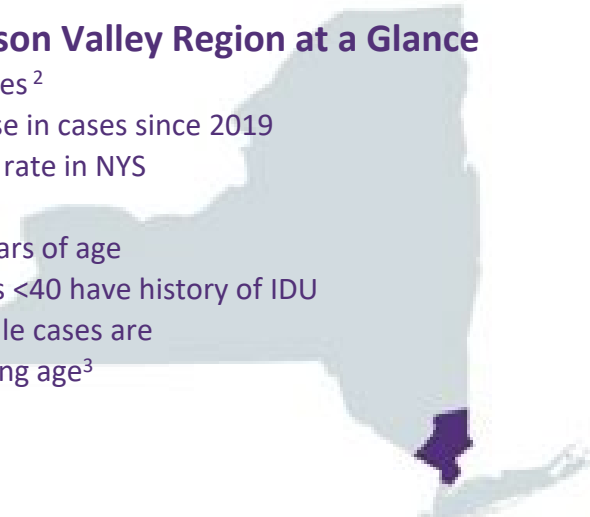 son Valley Region at a Glance
es ²
se in cases since 2019
rate in NYS
ars of age
s <40 have history of IDU
le cases are
ng age³